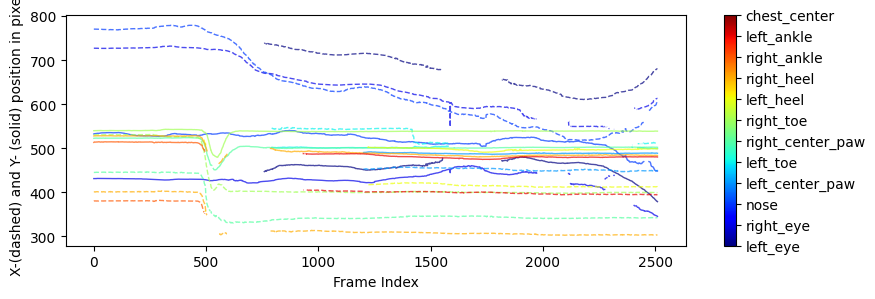 X-(dashed) and Y- (solid) position in pixe
800
700
600
500
400
300
0
500
1000
1500
2000
2500
Frame Index
chest_center
left_ankle
right_ankle
right_heel
left_heel
right_toe
right_center_paw
left_toe
left_center_paw
nose
right_eye
left_eye